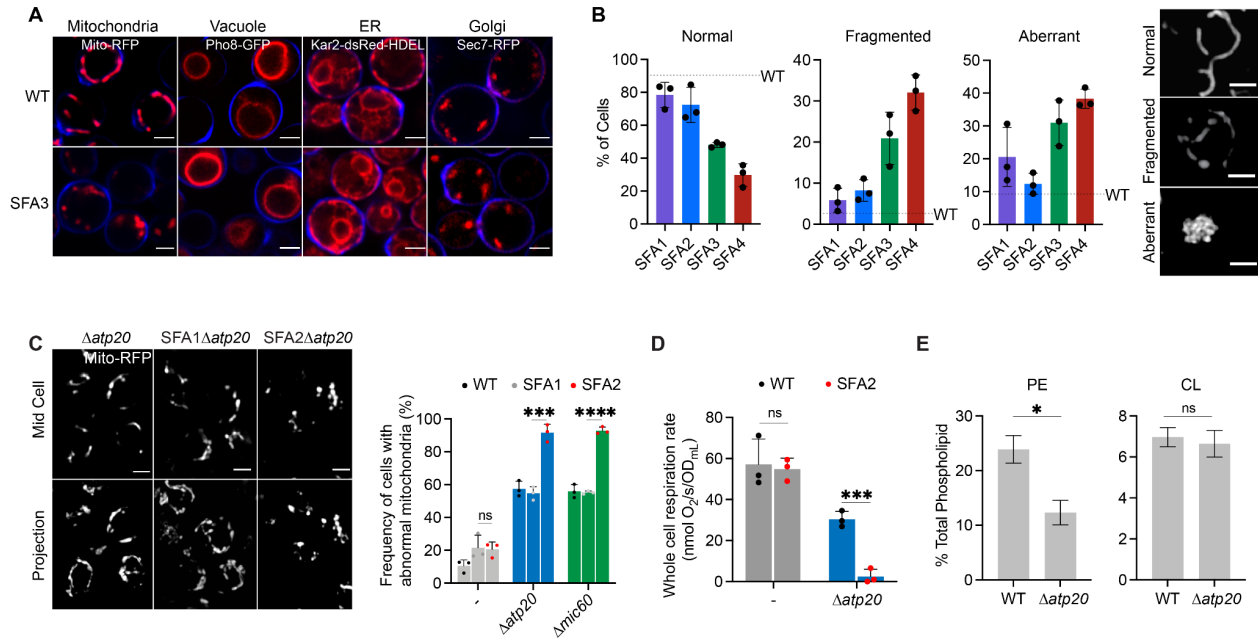 A
Mitochondria Vacuole ER Golgi
Mito-RFP Pho8-GFP Kar2-dsRed-HDEL Sec7-RFP
WT
SFA3
B
Normal
% of Cells
100
80
60
40
20
0
WT
SFA1 SFA2 SFA3 SFA4
Fragmented
40
30
20
10
0
WT
SFA1 SFA2 SFA3 SFA4
Aberrant
50
40
30
20
10
0
WT
SFA1 SFA2 SFA3 SFA4
Normal
Fragmented
Aberrant
C
Δatp20 SFA1Δatp20 SFA2Δatp20
Mito-RFP
Mid Cell
Projection
WT SFA1 SFA2
Frequency of cells with
abnormal mitochondria (%)
100
80
60
40
20
0
ns
***
****
- Δatp20 Δmic60
D
WT SFA2
Whole cell respiration rate
(nmol O₂/s/ODmL)
80
60
40
20
0
ns
***
- Δatp20
E
PE
% Total Phospholipid
30
20
10
0
*
WT Δatp20
CL
8
6
4
2
0
ns
WT Δatp20